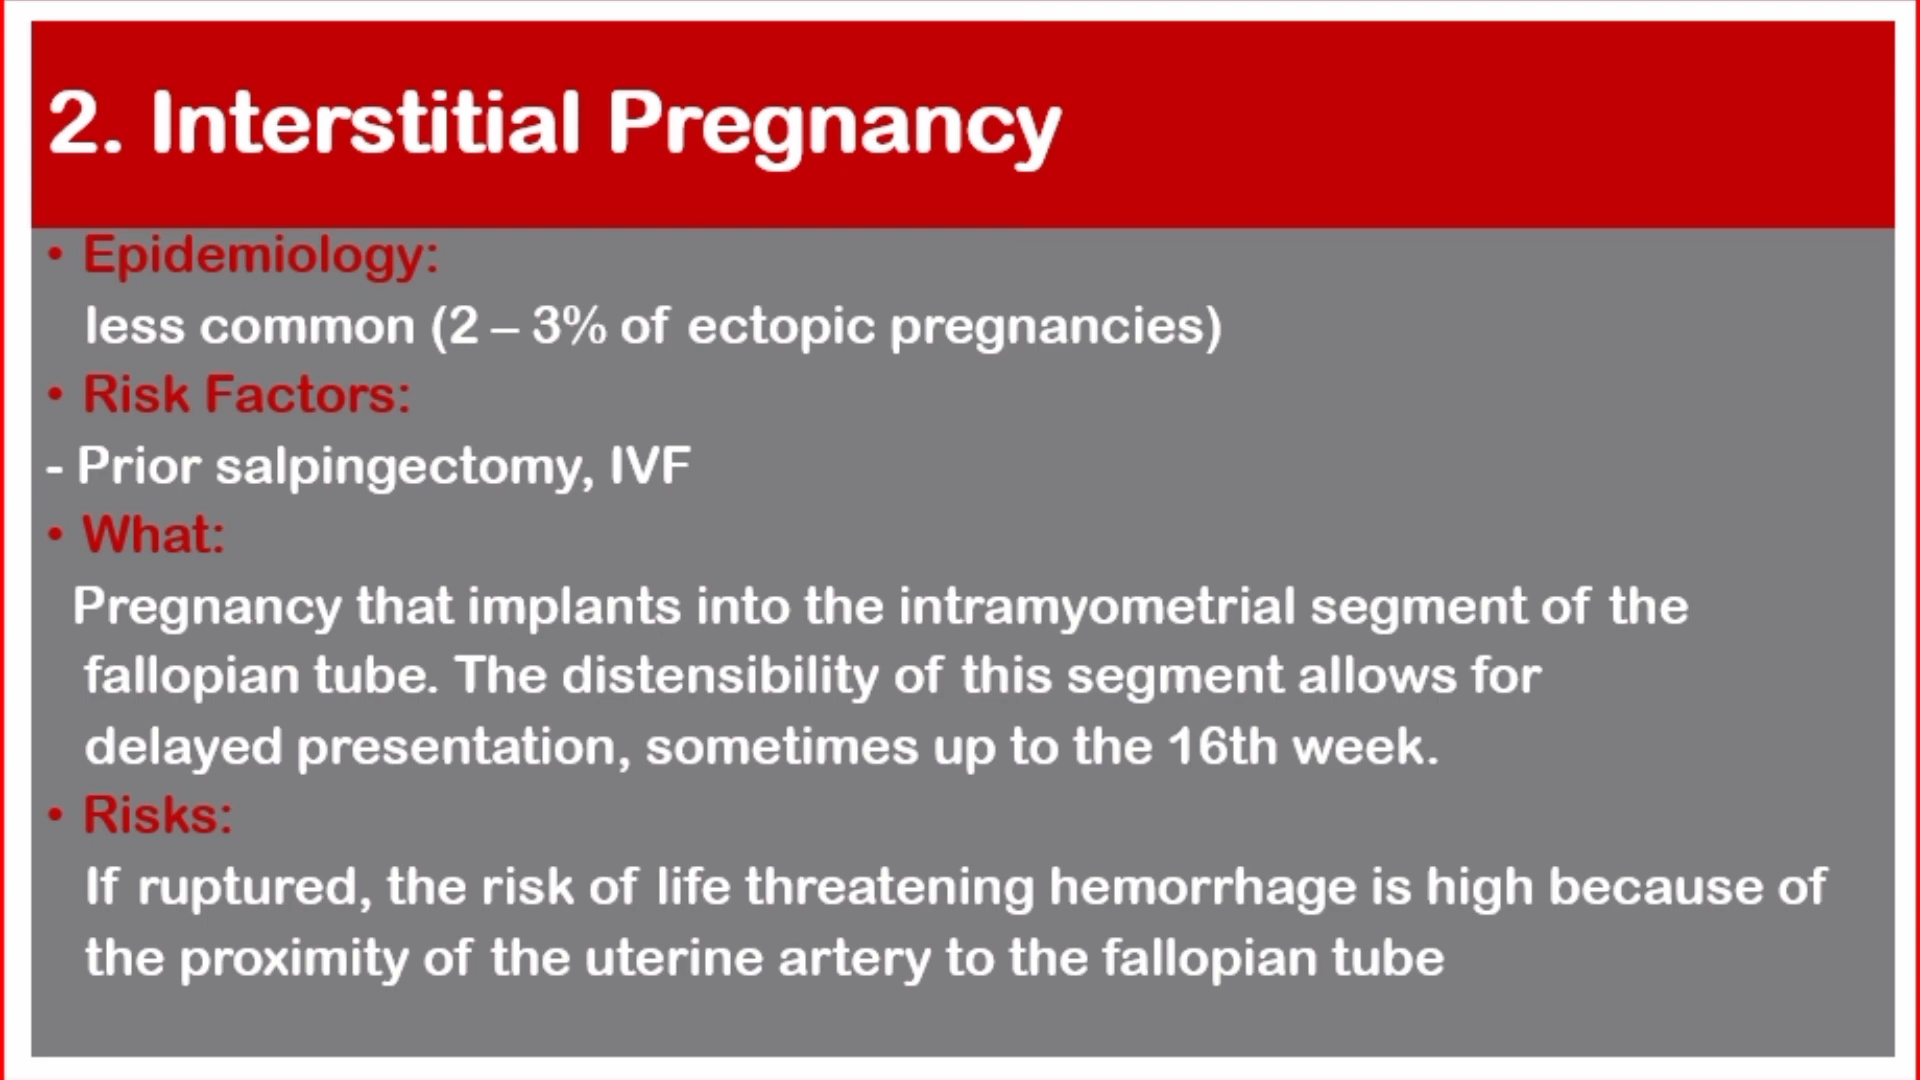 2. Interstitial Pregnancy
• Epidemiology:
less common (2 – 3% of ectopic pregnancies)
• Risk Factors:
- Prior salpingectomy, IVF
• What:
Pregnancy that implants into the intramyometrial segment of the
fallopian tube. The distensibility of this segment allows for
delayed presentation, sometimes up to the 16th week.
• Risks:
If ruptured, the risk of life threatening hemorrhage is high because of
the proximity of the uterine artery to the fallopian tube